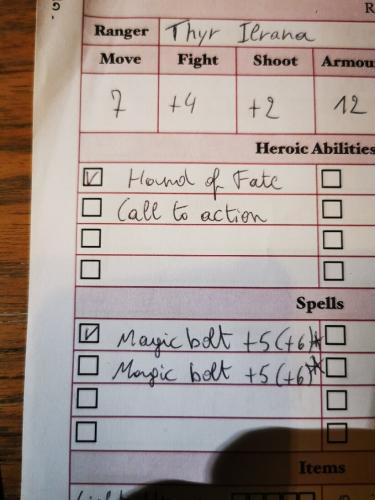 Ranger Thyr Ilrana
Move Fight Shoot Armou
7 +4 +2 12
Heroic Abilities
Hound of Fate
Call to action
Spells
Magic bolt +5(+6)*
Magic bolt +5(+6)*
Items